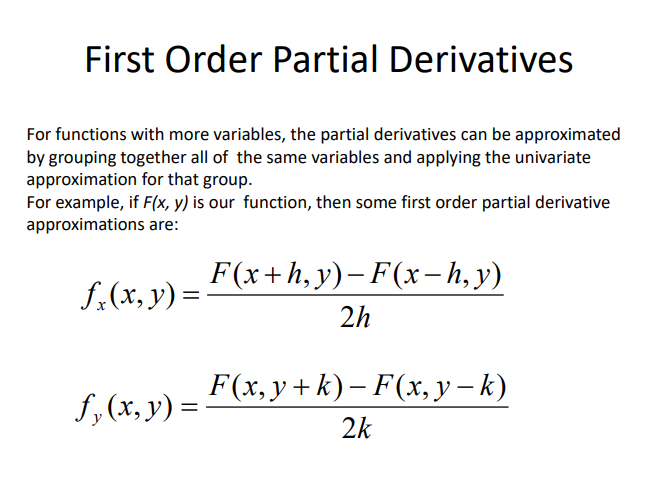 First Order Partial Derivatives
For functions with more variables, the partial derivatives can be approximated
by grouping together all of the same variables and applying the univariate
approximation for that group.
For example, if F(x, y) is our function, then some first order partial derivative
approximations are:
f_x(x, y) = \frac{F(x+h, y) − F(x−h, y)}{2h}
f_y(x, y) = \frac{F(x, y+k) − F(x, y−k)}{2k}